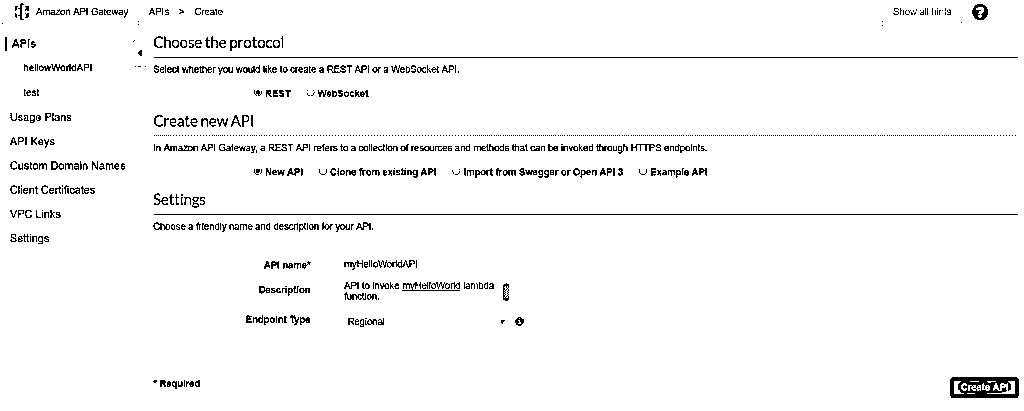 Amazon API Gateway APIs > Create Show all hints ?
APIs
hellowWorldAPI
test
Usage Plans
API Keys
Custom Domain Names
Client Certificates
VPC Links
Settings
Choose the protocol
Select whether you would like to create a REST API or a WebSocket API.
REST WebSocket
Create new API
In Amazon API Gateway, a REST API refers to a collection of resources and methods that can be invoked through HTTPS endpoints.
New API Clone from existing API Import from Swagger or Open API 3 Example API
Settings
Choose a friendly name and description for your API.
API name* myHelloWorldAPI
Description API to invoke myHelloWorld lambda
function.
Endpoint Type Regional
* Required Create API